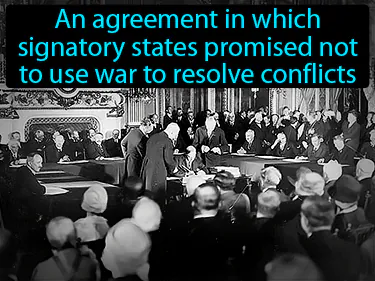 An agreement in which
signatory states promised not
to use war to resolve conflicts